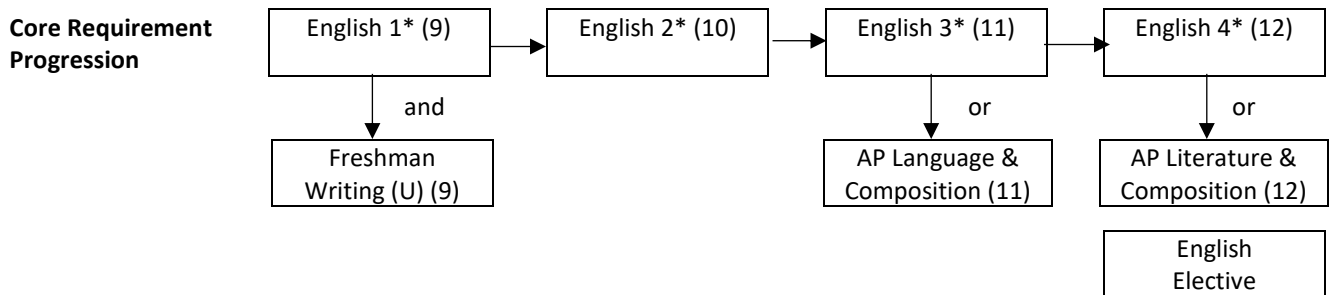 Core Requirement
Progression
English 1* (9)
English 2* (10)
English 3* (11)
English 4* (12)
and
or
or
Freshman
Writing (U) (9)
AP Language &
Composition (11)
AP Literature &
Composition (12)
English
Elective